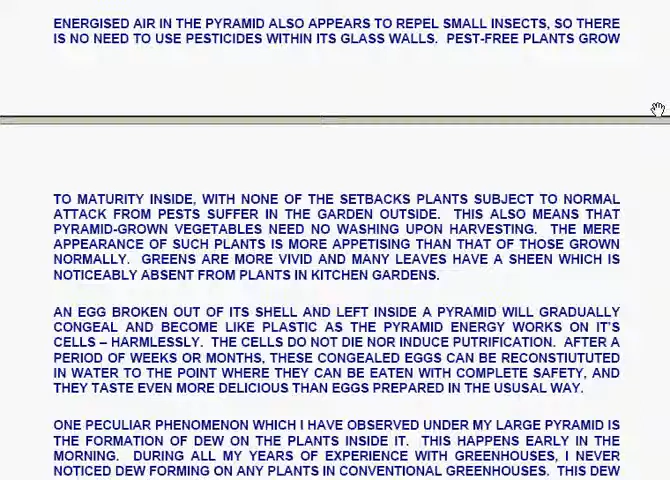 ENERGISED AIR IN THE PYRAMID ALSO APPEARS TO REPEL SMALL INSECTS, SO THERE
IS NO NEED TO USE PESTICIDES WITHIN ITS GLASS WALLS.  PEST-FREE PLANTS GROW
TO MATURITY INSIDE, WITH NONE OF THE SETBACKS PLANTS SUBJECT TO NORMAL
ATTACK FROM PESTS SUFFER IN THE GARDEN OUTSIDE.  THIS ALSO MEANS THAT
PYRAMID-GROWN VEGETABLES NEED NO WASHING UPON HARVESTING.  THE MERE
APPEARANCE OF SUCH PLANTS IS MORE APPETISING THAN THAT OF THOSE GROWN
NORMALLY.  GREENS ARE MORE VIVID AND MANY LEAVES HAVE A SHEEN WHICH IS
NOTICEABLY ABSENT FROM PLANTS IN KITCHEN GARDENS.
AN EGG BROKEN OUT OF ITS SHELL AND LEFT INSIDE A PYRAMID WILL GRADUALLY
CONGEAL AND BECOME LIKE PLASTIC AS THE PYRAMID ENERGY WORKS ON IT'S
CELLS – HARMLESSLY.  THE CELLS DO NOT DIE NOR INDUCE PUTRIFICATION.  AFTER A
PERIOD OF WEEKS OR MONTHS, THESE CONGEALED EGGS CAN BE RECONSTIUTUTED
IN WATER TO THE POINT WHERE THEY CAN BE EATEN WITH COMPLETE SAFETY, AND
THEY TASTE EVEN MORE DELICIOUS THAN EGGS PREPARED IN THE USUSAL WAY.
ONE PECULIAR PHENOMENON WHICH I HAVE OBSERVED UNDER MY LARGE PYRAMID IS
THE FORMATION OF DEW ON THE PLANTS INSIDE IT.  THIS HAPPENS EARLY IN THE
MORNING.  DURING ALL MY YEARS OF EXPERIENCE WITH GREENHOUSES, I NEVER
NOTICED DEW FORMING ON ANY PLANTS IN CONVENTIONAL GREENHOUSES.  THIS DEW